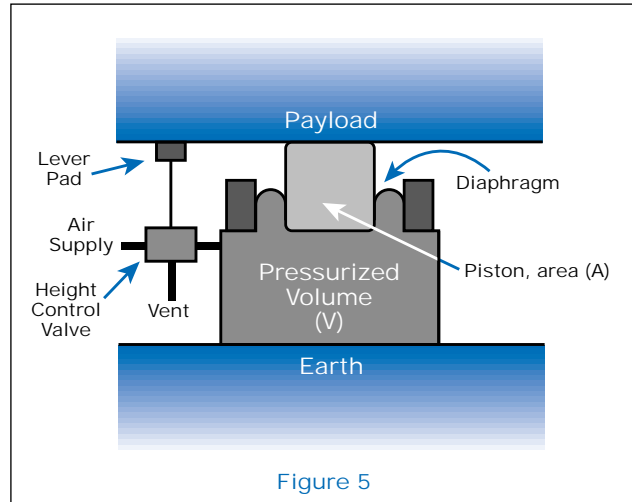 Payload
Lever
Pad
Diaphragm
Air
Supply
Piston, area (A)
Pressurized
Volume
(V)
Height
Control
Valve
Vent
Earth
Figure 5